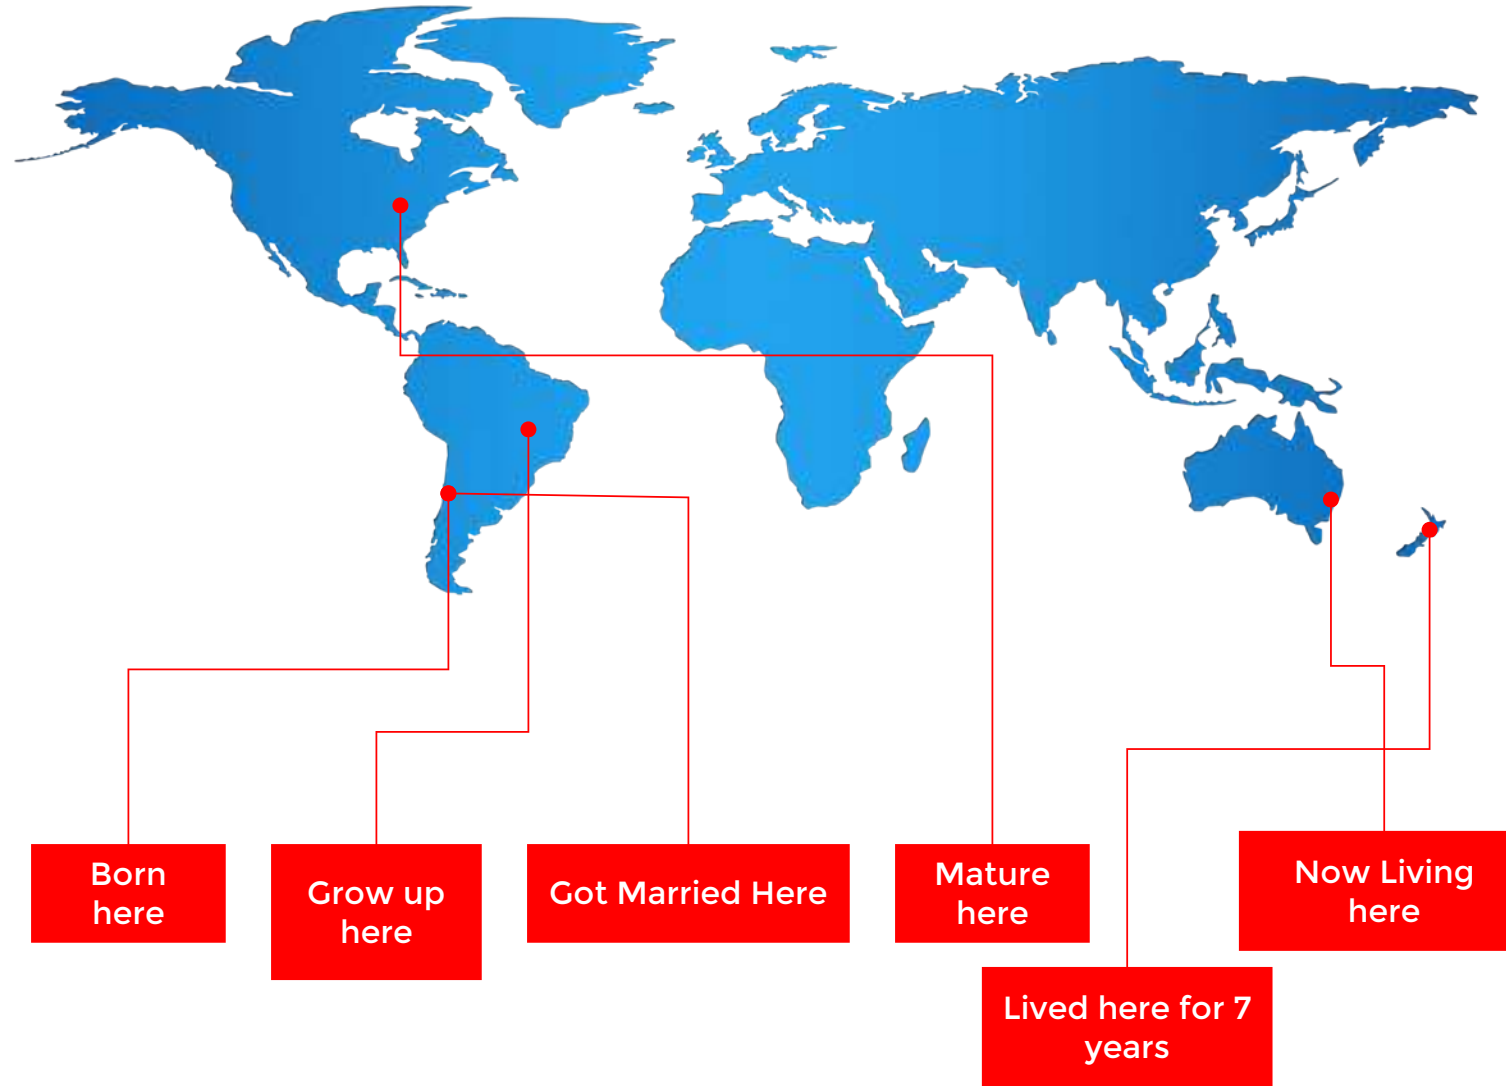 Born
here
Grow up
here
Got Married Here
Mature
here
Now Living
here
Lived here for 7
years